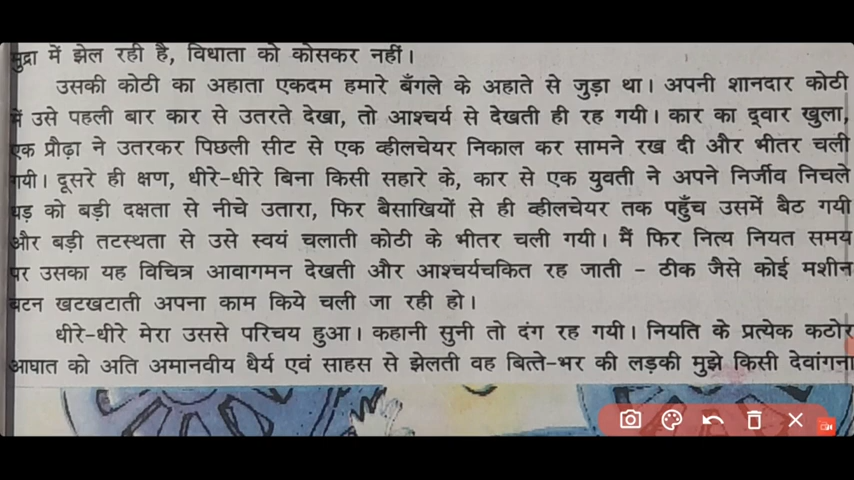 मुद्रा में झेल रही है, विधाता को कोसकर नहीं।
उसकी कोठी का अहाता एकदम हमारे बँगले के अहाते से जुड़ा था। अपनी शानदार कोठी
में उसे पहली बार कार से उतरते देखा, तो आश्चर्य से देखती ही रह गयी। कार का द्वार खुला,
एक प्रौढ़ा ने उतरकर पिछली सीट से एक व्हीलचेयर निकाल कर सामने रख दी और भीतर चली
गयी। दूसरे ही क्षण, धीरे-धीरे बिना किसी सहारे के, कार से एक युवती ने अपने निर्जीव निचले
धड़ को बड़ी दक्षता से नीचे उतारा, फिर बैसाखियों से ही व्हीलचेयर तक पहुँच उसमें बैठ गयी
और बड़ी तटस्थता से उसे स्वयं चलाती कोठी के भीतर चली गयी। मैं फिर नित्य नियत समय
पर उसका यह विचित्र आवागमन देखती और आश्चर्यचकित रह जाती - ठीक जैसे कोई मशीन
बटन खटखटाती अपना काम किये चली जा रही हो।
धीरे-धीरे मेरा उससे परिचय हुआ। कहानी सुनी तो दंग रह गयी। नियति के प्रत्येक कठोर
आघात को अति अमानवीय धैर्य एवं साहस से झेलती वह बित्ते-भर की लड़की मुझे किसी देवांगना